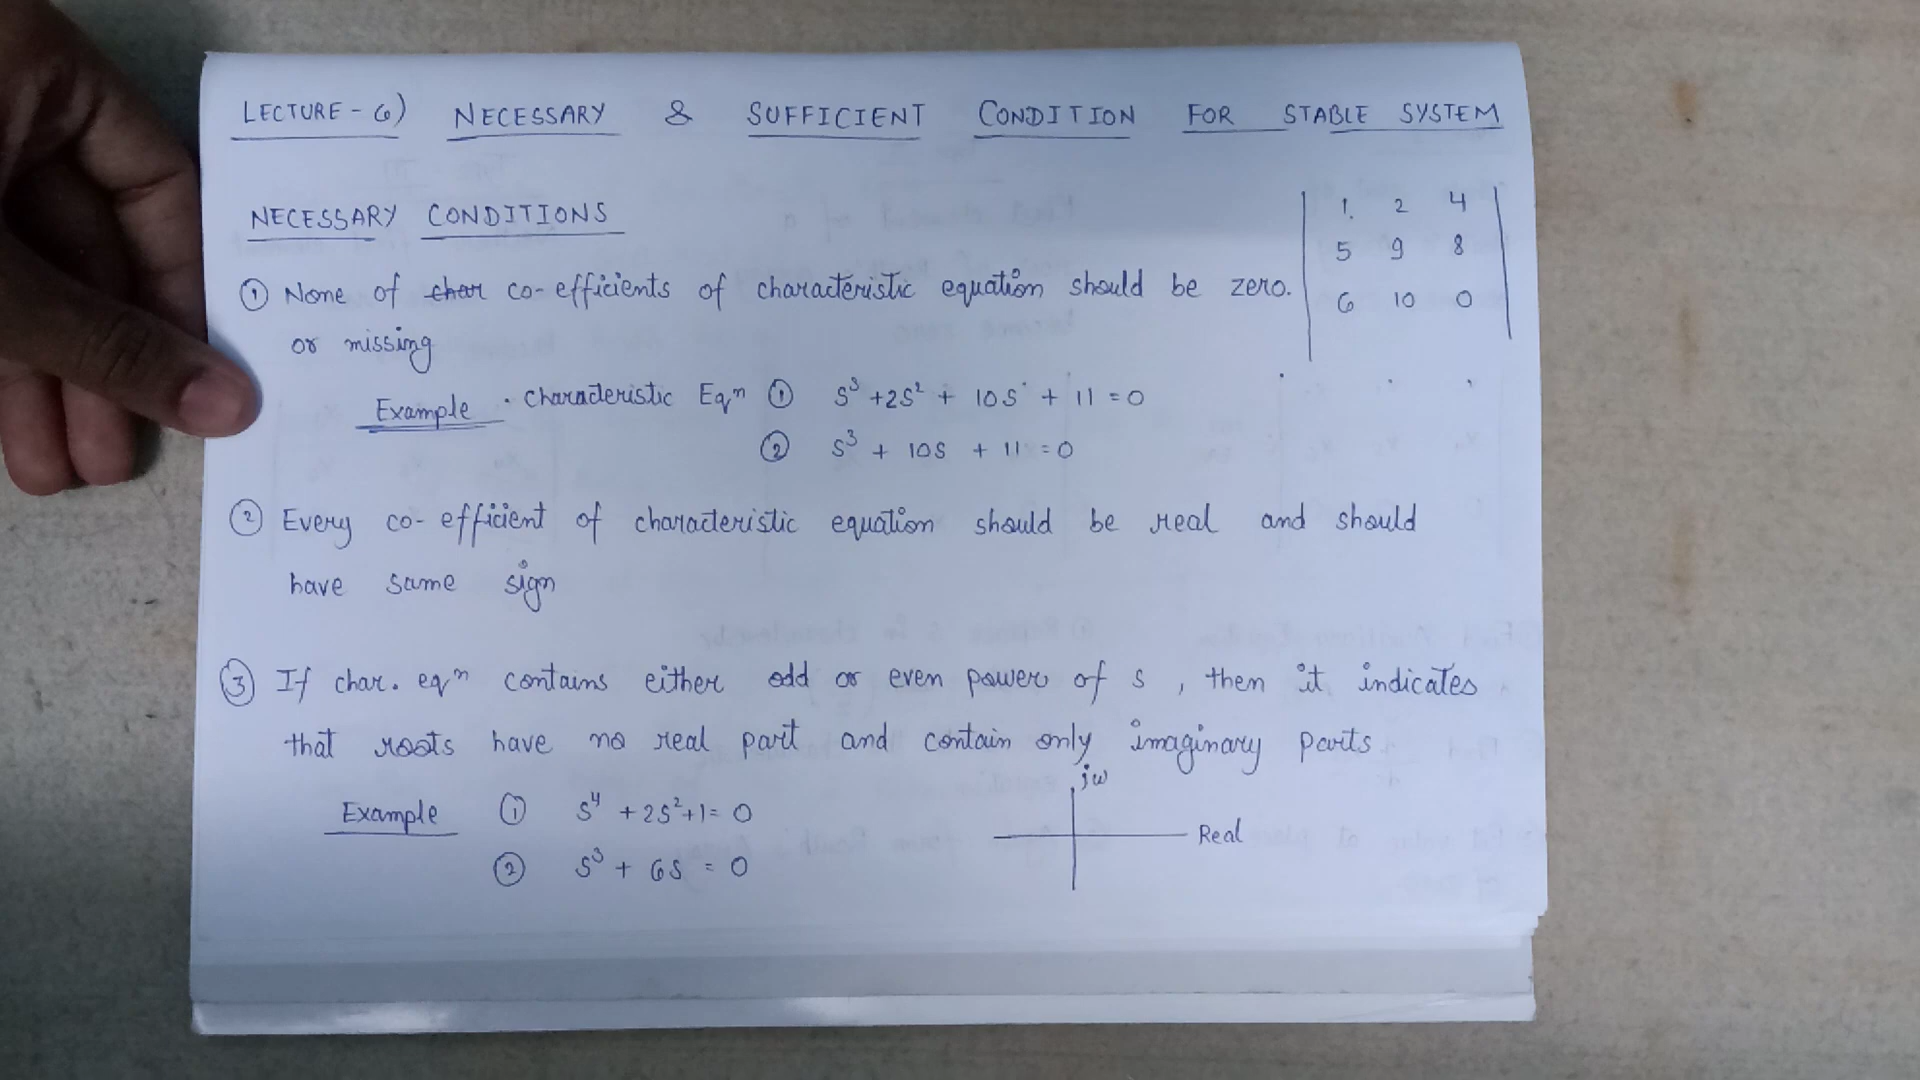 LECTURE - 6) NECESSARY & SUFFICIENT CONDITION FOR STABLE SYSTEM
NECESSARY CONDITIONS
① None of char co-efficients of characteristic equation should be zero.
or missing
1. 2 4
5 9 8
6 10 0
Example . Characteristic Eqⁿ ① S³ + 2S² + 10S + 11 = 0
② S³ + 10S + 11 = 0
② Every co-efficient of characteristic equation should be real and should
have same sign
③ If char. eqⁿ contains either odd or even power of s , then it indicates
that roots have no real part and contain only imaginary parts
Example ① S⁴ + 2S² + 1 = 0
② S³ + 6S = 0
jω
Real